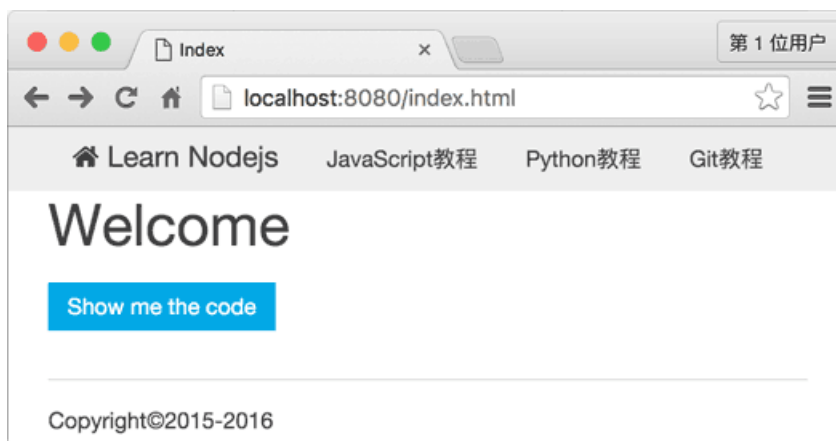 Index
第 1 位用户
localhost:8080/index.html
Learn Nodejs JavaScript教程 Python教程 Git教程
Welcome
Show me the code
Copyright©2015-2016